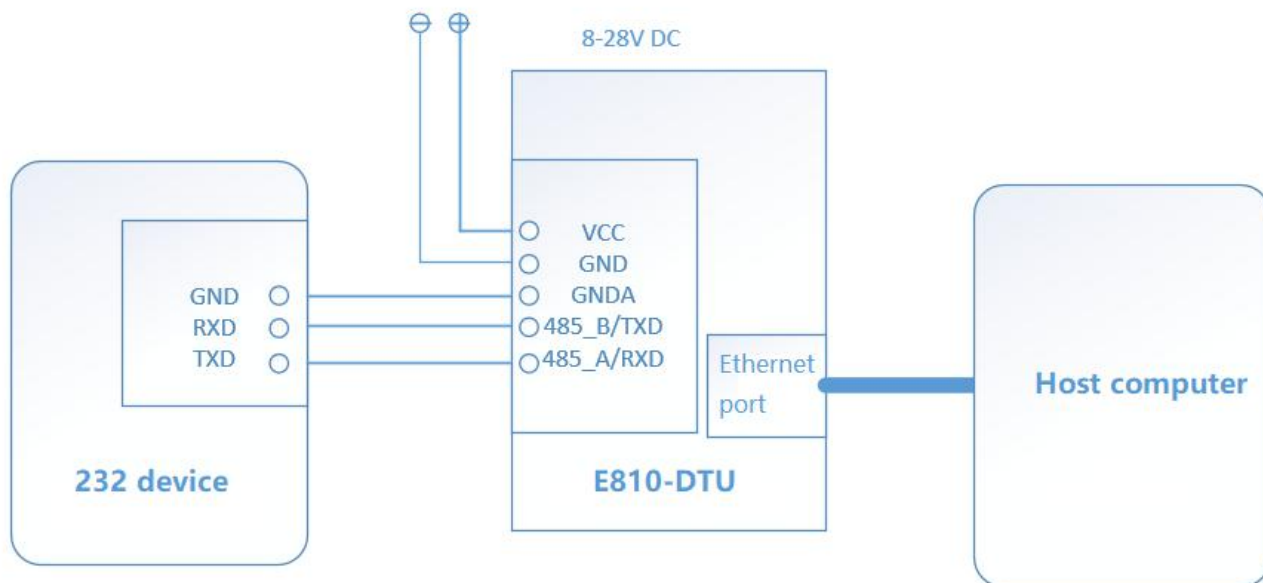 8-28V DC
VCC
GND
GND
GNDA
RXD
485_B/TXD
TXD
485_A/RXD
Ethernet
port
Host computer
232 device
E810-DTU